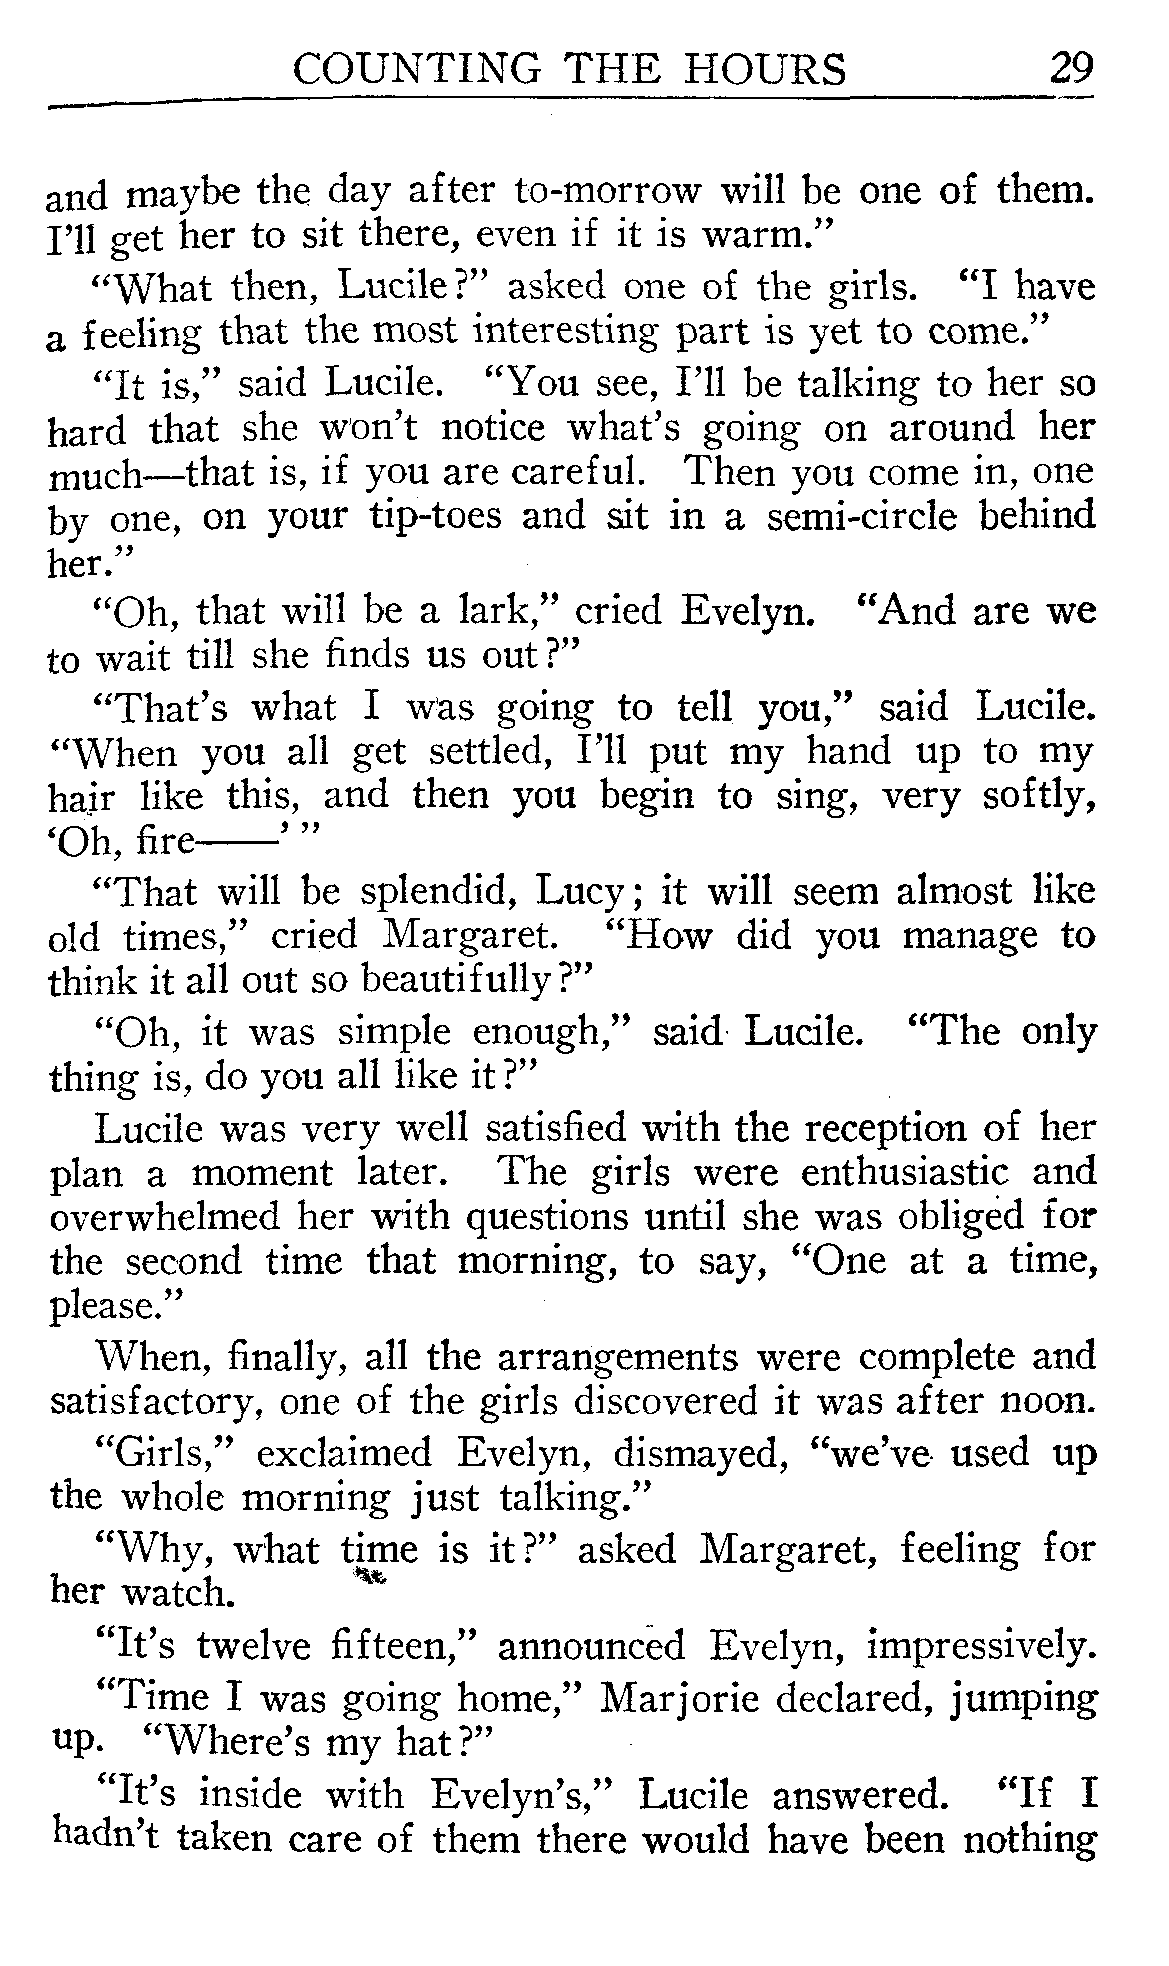 COUNTING THE HOURS 29
and maybe the day after to-morrow will be one of them.
I’ll get her to sit there, even if it is warm.”
“What then, Lucile?” asked one of the girls. “I have
a feeling that the most interesting part is yet to come.”
“It is,” said Lucile. “You see, I’ll be talking to her so
hard that she won’t notice what’s going on around her
much—that is, if you are careful. Then you come in, one
by one, on your tip-toes and sit in a semi-circle behind
her.”
“Oh, that will be a lark,” cried Evelyn. “And are we
to wait till she finds us out?”
“That’s what I was going to tell you,” said Lucile.
“When you all get settled, I’ll put my hand up to my
hair like this, and then you begin to sing, very softly,
‘Oh, fire——’ ”
“That will be splendid, Lucy; it will seem almost like
old times,” cried Margaret. “How did you manage to
think it all out so beautifully?”
“Oh, it was simple enough,” said Lucile. “The only
thing is, do you all like it?”
Lucile was very well satisfied with the reception of her
plan a moment later. The girls were enthusiastic and
overwhelmed her with questions until she was obliged for
the second time that morning, to say, “One at a time,
please.”
When, finally, all the arrangements were complete and
satisfactory, one of the girls discovered it was after noon.
“Girls,” exclaimed Evelyn, dismayed, “we’ve used up
the whole morning just talking.”
“Why, what time is it?” asked Margaret, feeling for
her watch.
“It’s twelve fifteen,” announced Evelyn, impressively.
“Time I was going home,” Marjorie declared, jumping
up. “Where’s my hat?”
“It’s inside with Evelyn’s,” Lucile answered. “If I
hadn’t taken care of them there would have been nothing